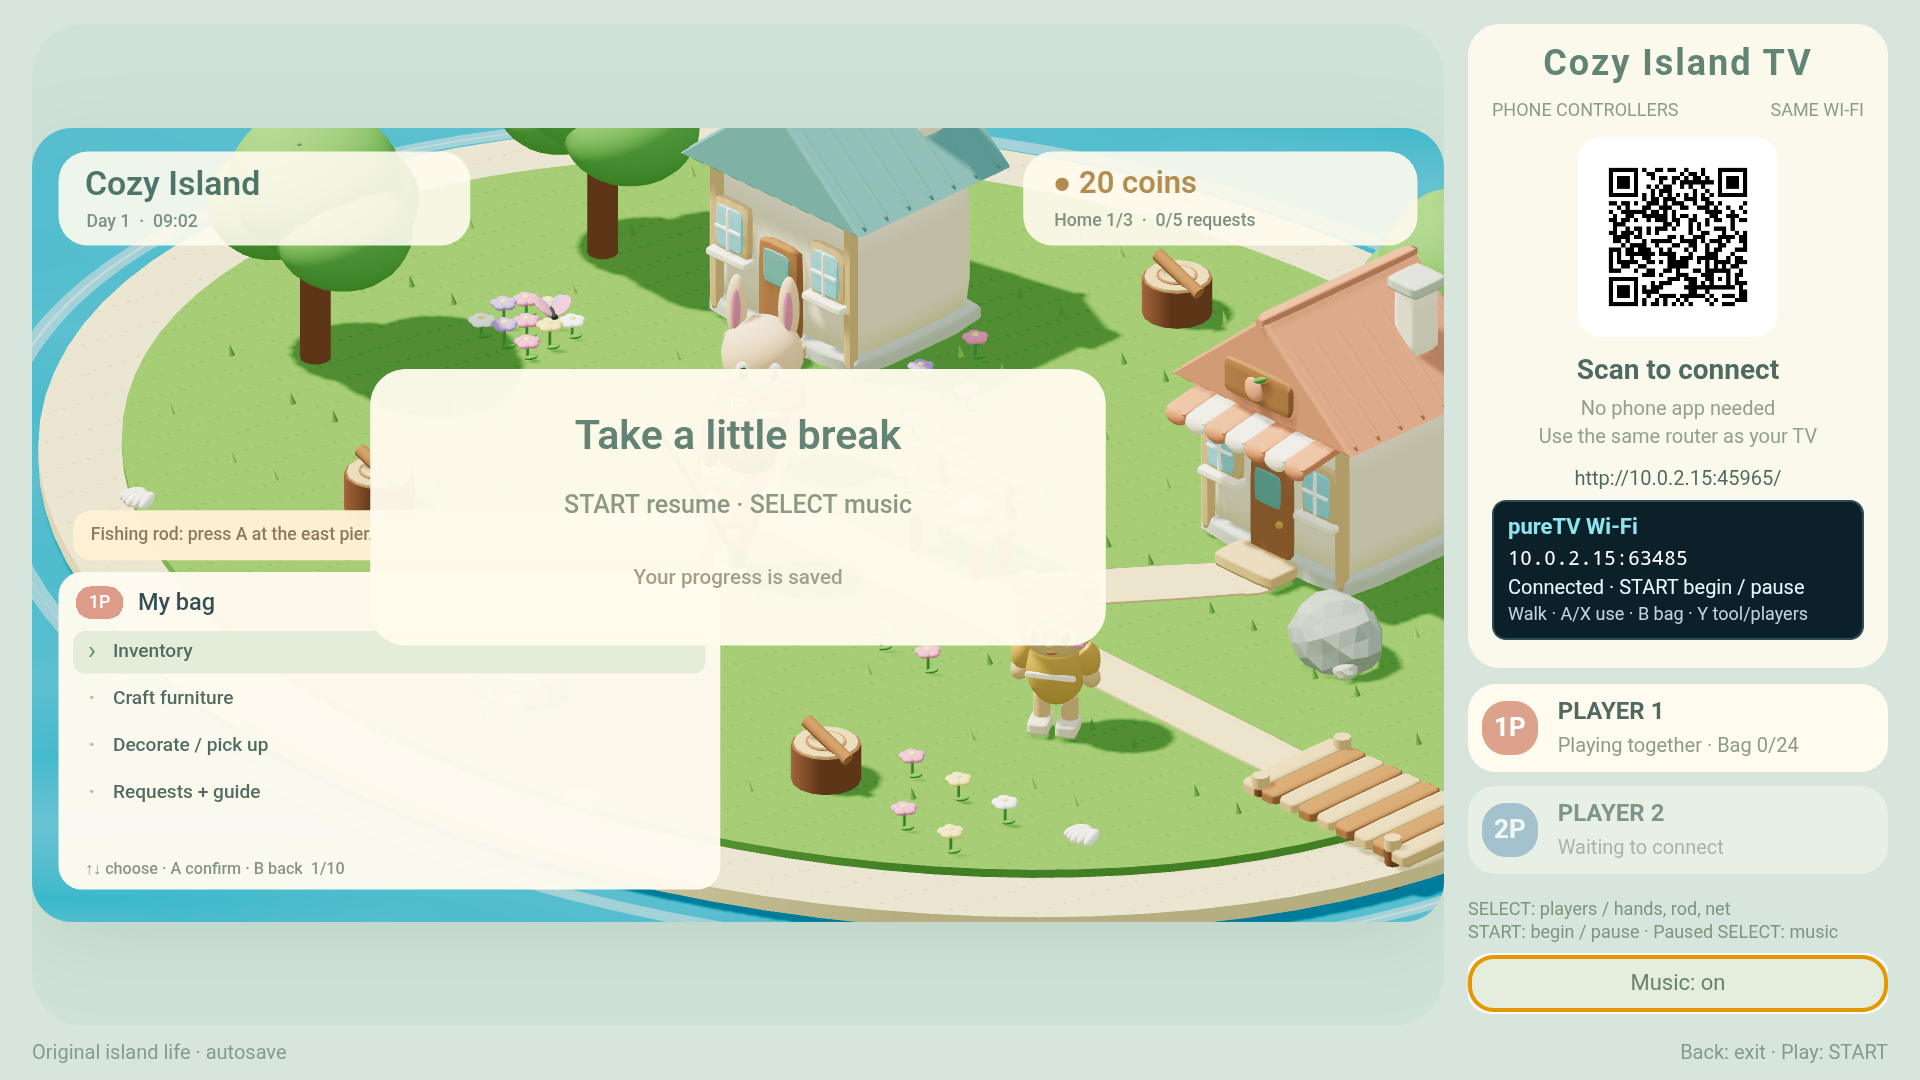 Cozy Island
Day 1 · 09:02
● 20 coins
Home 1/3 · 0/5 requests
Take a little break
START resume · SELECT music
Your progress is saved
Fishing rod: press A at the east pier.
1P My bag
› Inventory
· Craft furniture
· Decorate / pick up
· Requests + guide
↑↓ choose · A confirm · B back 1/10
Cozy Island TV
PHONE CONTROLLERS SAME WI-FI
Scan to connect
No phone app needed
Use the same router as your TV
http://10.0.2.15:45965/
pureTV Wi-Fi
10.0.2.15:63485
Connected · START begin / pause
Walk · A/X use · B bag · Y tool/players
1P PLAYER 1
Playing together · Bag 0/24
2P PLAYER 2
Waiting to connect
SELECT: players / hands, rod, net
START: begin / pause · Paused SELECT: music
Music: on
Original island life · autosave
Back: exit · Play: START